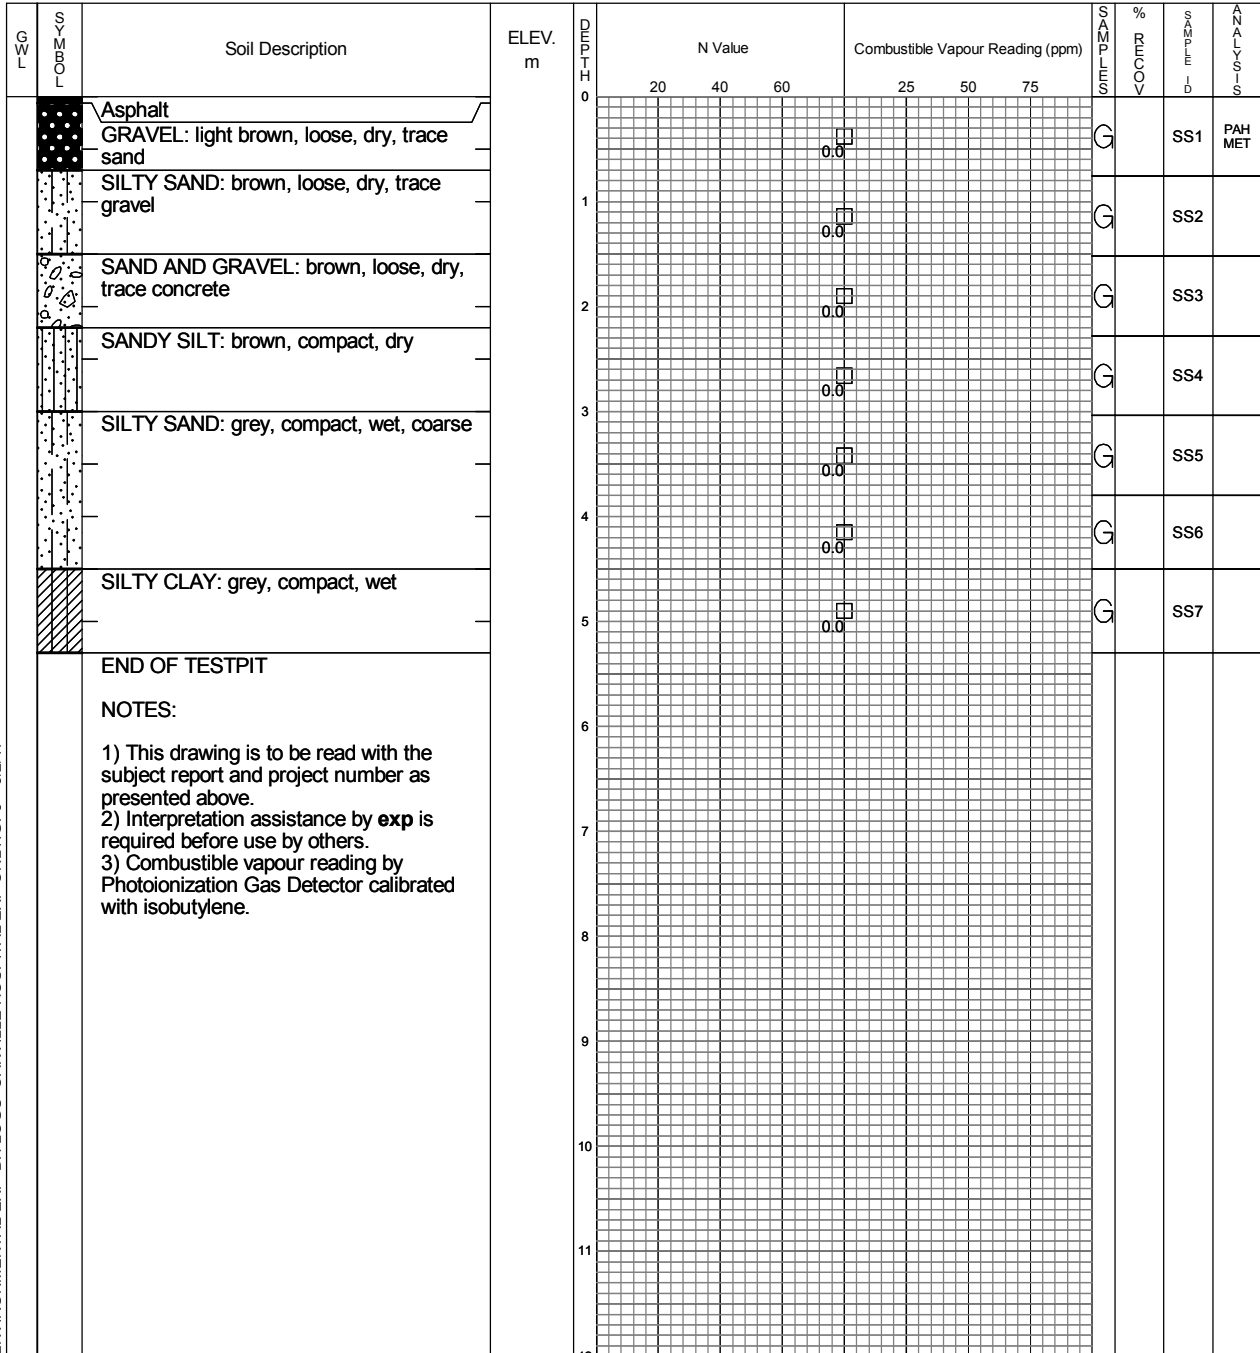 GWL
SYMBOL
Soil Description
ELEV.
m
DEPTH
N Value
20 40 60
Combustible Vapour Reading (ppm)
25 50 75
SAMPLES
% RECOV
SAMPLE ID
ANALYSIS
0
Asphalt
GRAVEL: light brown, loose, dry, trace
sand
0.0
G
SS1
PAH
MET
SILTY SAND: brown, loose, dry, trace
gravel
1
0.0
G
SS2
SAND AND GRAVEL: brown, loose, dry,
trace concrete
2
0.0
G
SS3
SANDY SILT: brown, compact, dry
0.0
G
SS4
3
SILTY SAND: grey, compact, wet, coarse
0.0
G
SS5
4
0.0
G
SS6
SILTY CLAY: grey, compact, wet
5
0.0
G
SS7
END OF TESTPIT
NOTES:
6
1) This drawing is to be read with the
subject report and project number as
presented above.
2) Interpretation assistance by exp is
required before use by others.
7
3) Combustible vapour reading by
Photoionization Gas Detector calibrated
with isobutylene.
8
9
10
11